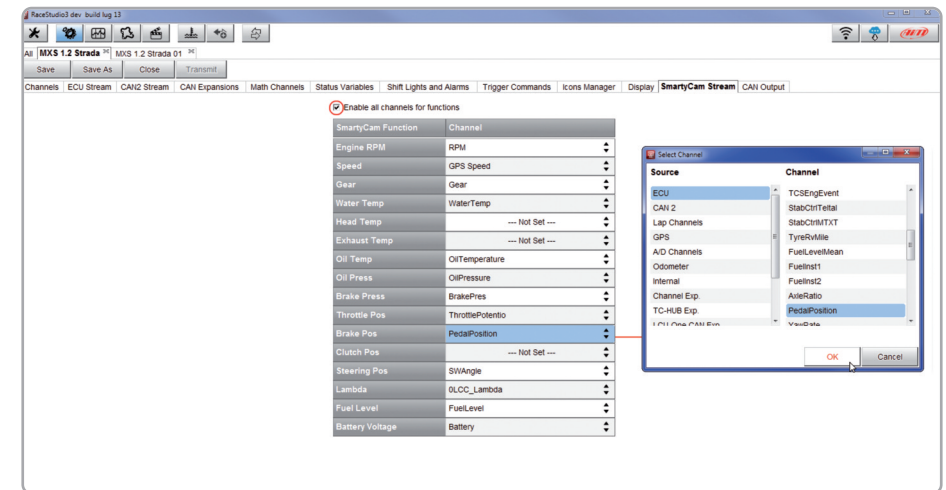 RaceStudio3 dev build lug 13
AiM
All MXS 1.2 Strada MXS 1.2 Strada 01
Save Save As Close Transmit
Channels ECU Stream CAN2 Stream CAN Expansions Math Channels Status Variables Shift Lights and Alarms Trigger Commands Icons Manager Display SmartyCam Stream CAN Output
Enable all channels for functions
SmartyCam Function Channel
Engine RPM RPM
Speed GPS Speed
Gear Gear
Water Temp WaterTemp
Head Temp --- Not Set ---
Exhaust Temp --- Not Set ---
Oil Temp OilTemperature
Oil Press OilPressure
Brake Press BrakePres
Throttle Pos ThrottlePotentio
Brake Pos PedalPosition
Clutch Pos --- Not Set ---
Steering Pos SWAngle
Lambda 0LCC_Lambda
Fuel Level FuelLevel
Battery Voltage Battery
Select Channel
Source Channel
ECU TCSEngEvent
CAN 2 StabCtrlTeltal
Lap Channels StabCtrlMTXT
GPS TyreRvMile
A/D Channels FuelLevelMean
Odometer FuelInst1
Internal FuelInst2
Channel Exp. AxleRatio
TC-HUB Exp. PedalPosition
LCU One CAN Exp YawRate
OK Cancel